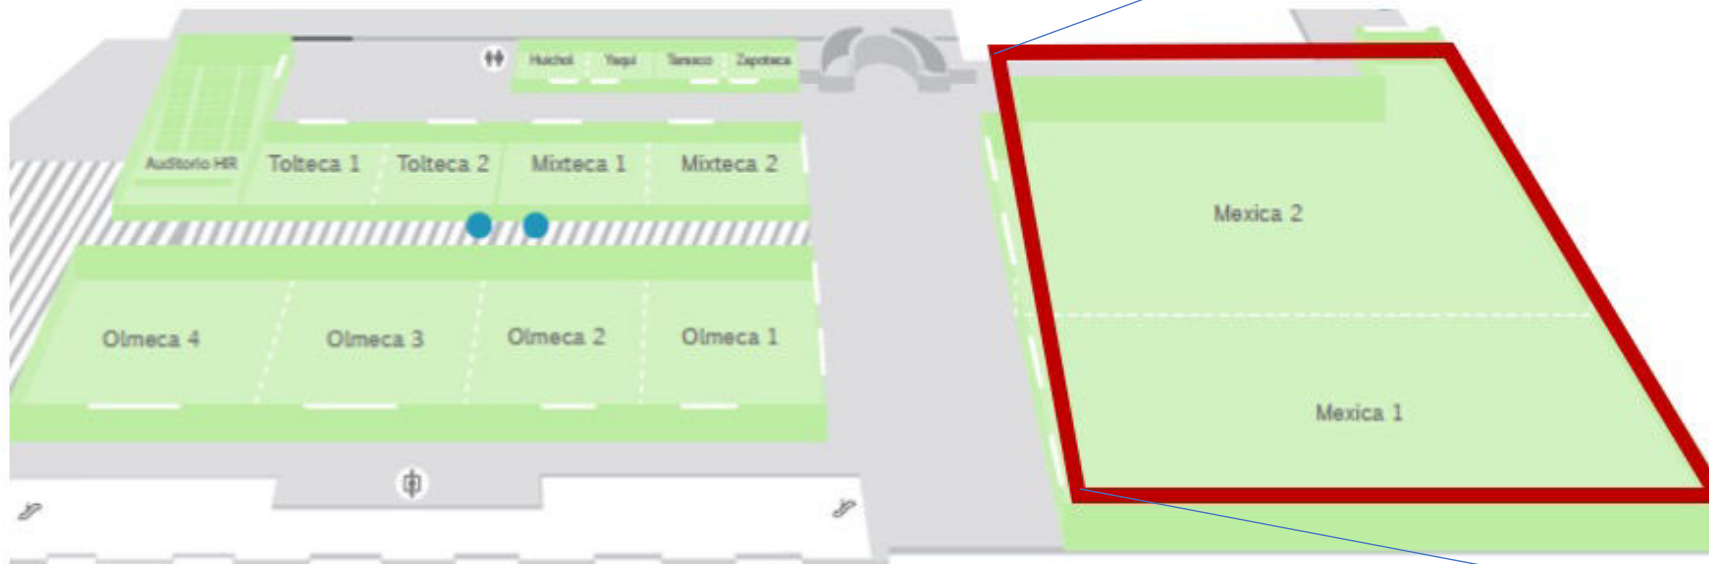 Huichol Yaqui Tarasco Zapoteca
Auditorio HR Tolteca 1 Tolteca 2 Mixteca 1 Mixteca 2
Mexica 2
Olmeca 4 Olmeca 3 Olmeca 2 Olmeca 1
Mexica 1